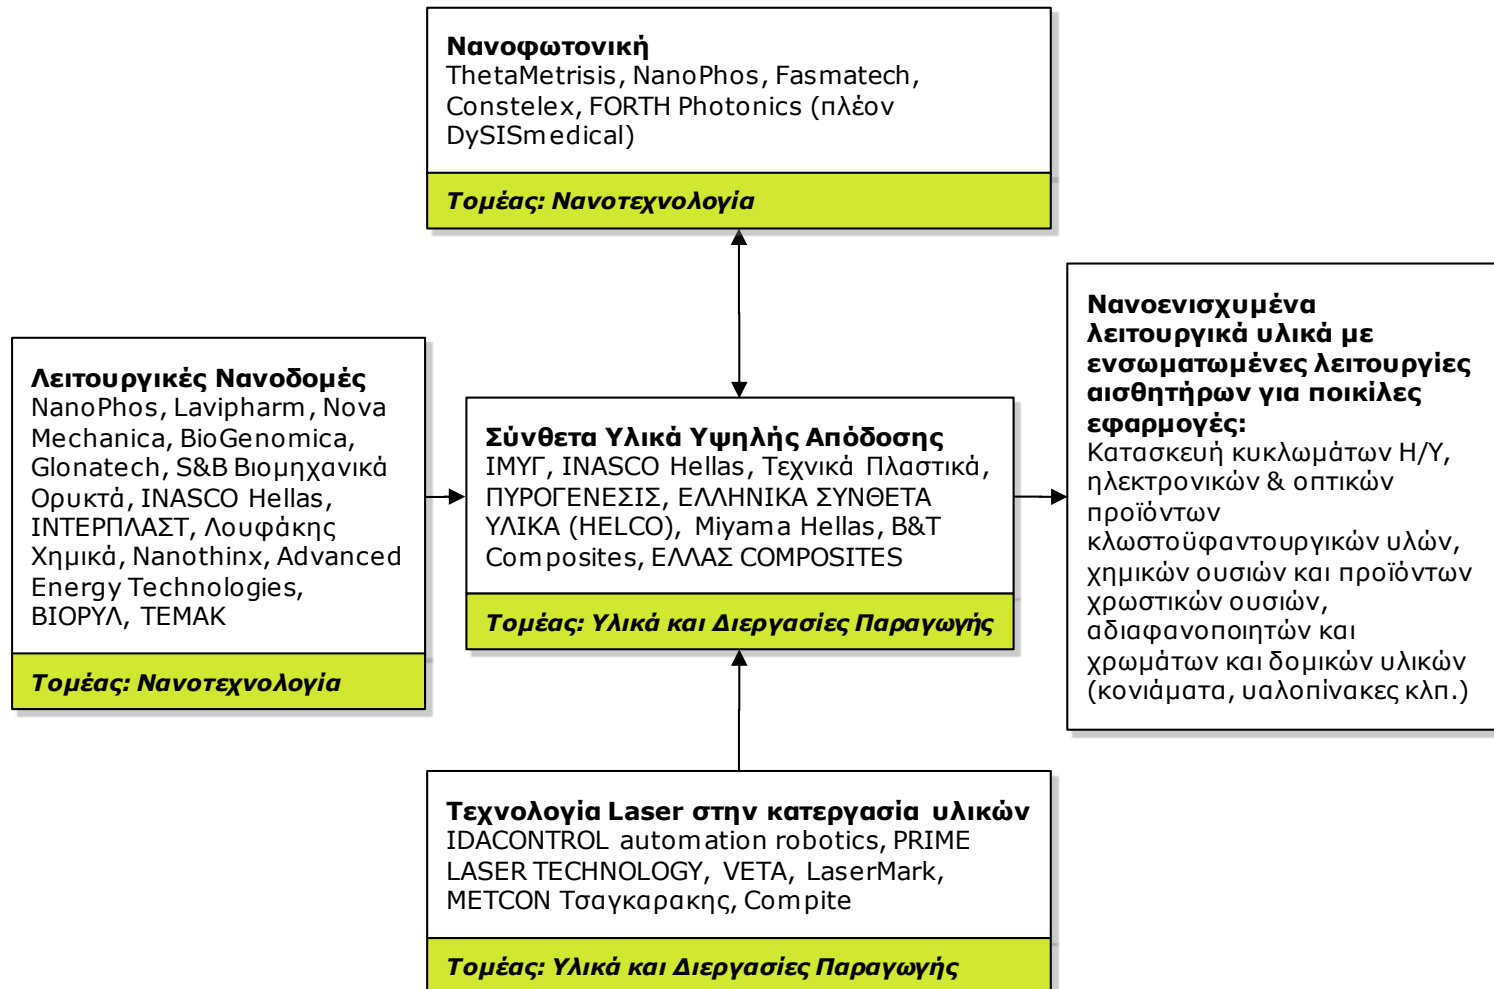 Νανοφωτονική
ThetaMetrisis, NanoPhos, Fasmatech,
Constelex, FORTH Photonics (πλέον
DySISmedical)
Τομέας: Νανοτεχνολογία
Λειτουργικές Νανοδομές
NanoPhos, Lavipharm, Nova
Mechanica, BioGenomica,
Glonatech, S&B Βιομηχανικά
Ορυκτά, INASCO Hellas,
ΙΝΤΕΡΠΛΑΣΤ, Λουφάκης
Χημικά, Nanothinx, Advanced
Energy Technologies,
ΒΙΟΡΥΛ, ΤΕΜΑΚ
Τομέας: Νανοτεχνολογία
Σύνθετα Υλικά Υψηλής Απόδοσης
ΙΜΥΓ, INASCO Hellas, Τεχνικά Πλαστικά,
ΠΥΡΟΓΕΝΕΣΙΣ, ΕΛΛΗΝΙΚΑ ΣΥΝΘΕΤΑ
ΥΛΙΚΑ (HELCO), Miyama Hellas, B&T
Composites, ΕΛΛΑΣ COMPOSITES
Τομέας: Υλικά και Διεργασίες Παραγωγής
Νανοενισχυμένα
λειτουργικά υλικά με
ενσωματωμένες λειτουργίες
αισθητήρων για ποικίλες
εφαρμογές:
Κατασκευή κυκλωμάτων Η/Υ,
ηλεκτρονικών & οπτικών
προϊόντων
κλωστοϋφαντουργικών υλών,
χημικών ουσιών και προϊόντων
χρωστικών ουσιών,
αδιαφανοποιητών και
χρωμάτων και δομικών υλικών
(κονιάματα, υαλοπίνακες κλπ.)
Τεχνολογία Laser στην κατεργασία υλικών
IDACONTROL automation robotics, PRIME
LASER TECHNOLOGY, VETA, LaserMark,
METCON Τσαγκαρακης, Compite
Τομέας: Υλικά και Διεργασίες Παραγωγής